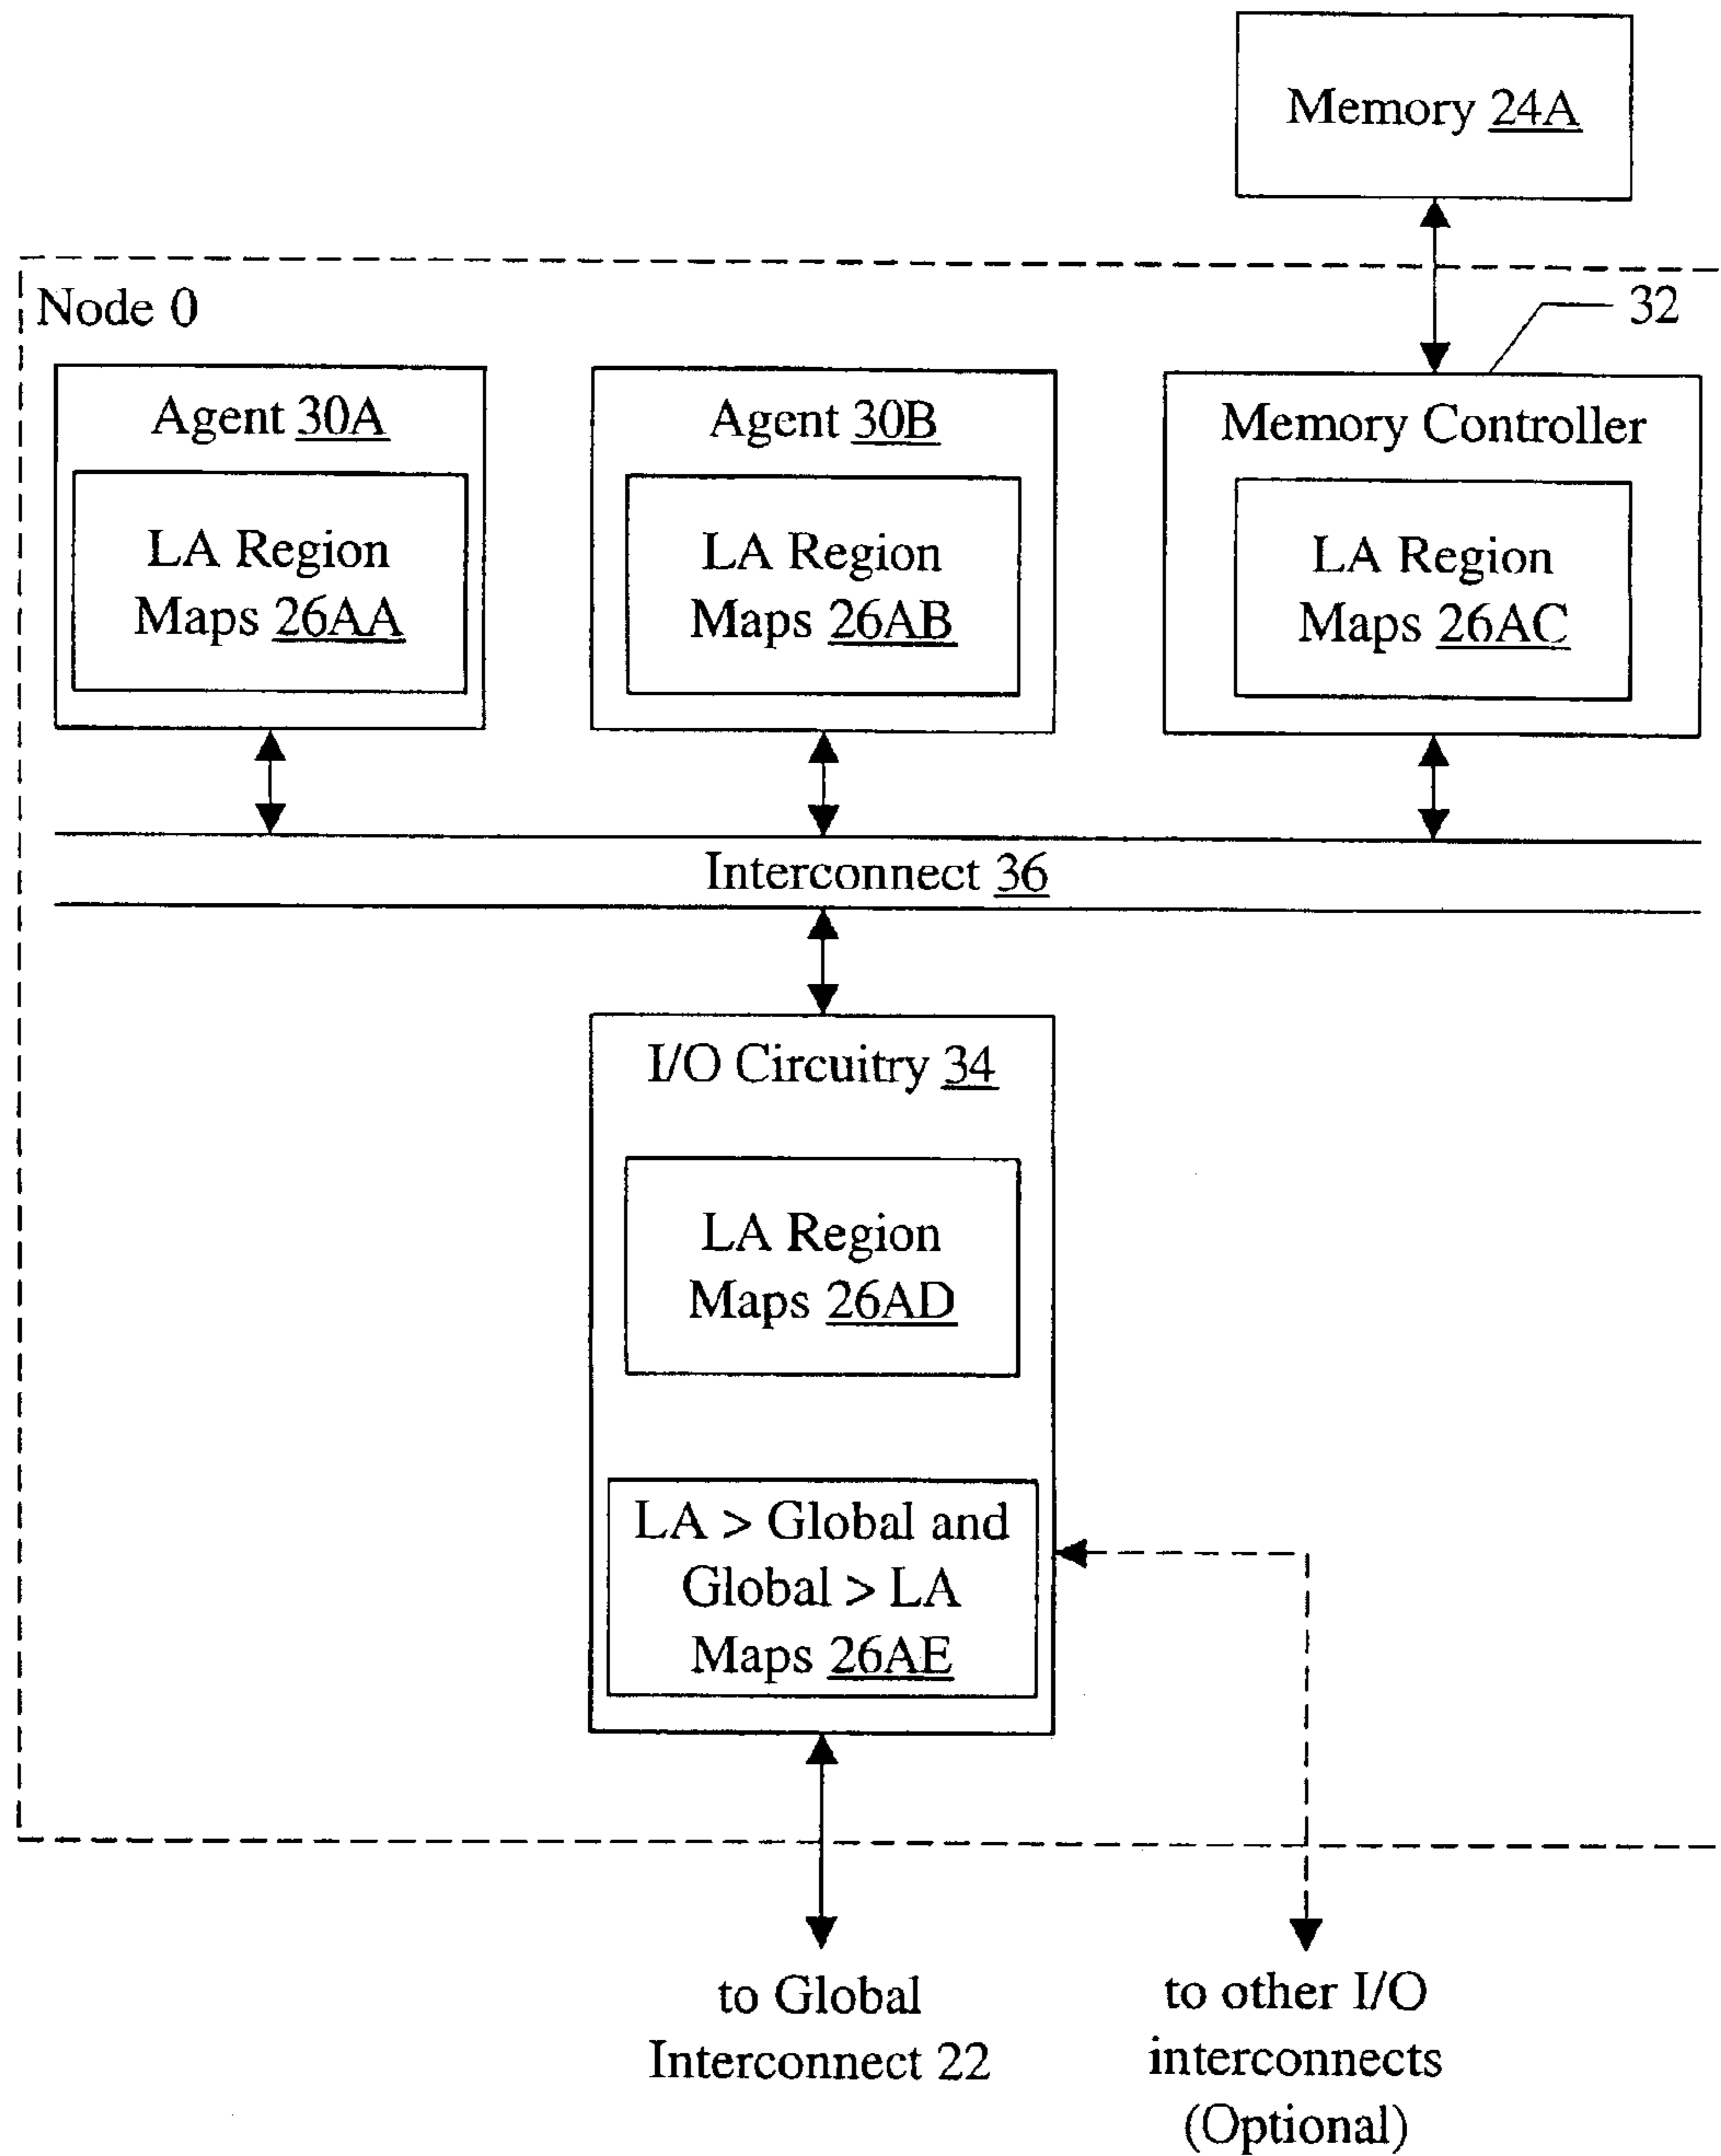 Memory 24A
Node 0
32
Agent 30A
LA Region
Maps 26AA
Agent 30B
LA Region
Maps 26AB
Memory Controller
LA Region
Maps 26AC
Interconnect 36
I/O Circuitry 34
LA Region
Maps 26AD
LA > Global and
Global > LA
Maps 26AE
to Global
Interconnect 22
to other I/O
interconnects
(Optional)